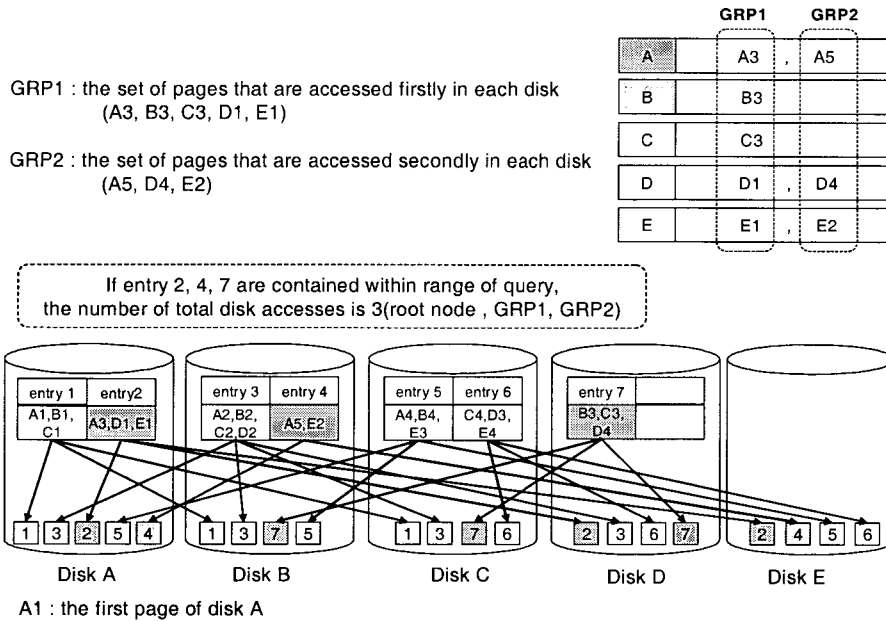 GRP1 GRP2
GRP1 : the set of pages that are accessed firstly in each disk
(A3, B3, C3, D1, E1)
GRP2 : the set of pages that are accessed secondly in each disk
(A5, D4, E2)
A A3 , A5
B B3
C C3
D D1 , D4
E E1 , E2
If entry 2, 4, 7 are contained within range of query,
the number of total disk accesses is 3(root node , GRP1, GRP2)
entry 1 entry2 entry 3 entry 4 entry 5 entry 6 entry 7
A1,B1, A3,D1,E1 A2,B2, A5,E2 A4,B4, C4,D3, B3,C3,
C1 C2,D2 E3 E4 D4
1 3 2 5 4 1 3 7 5 1 3 7 6 2 3 6 7 2 4 5 6
Disk A Disk B Disk C Disk D Disk E
A1 : the first page of disk A